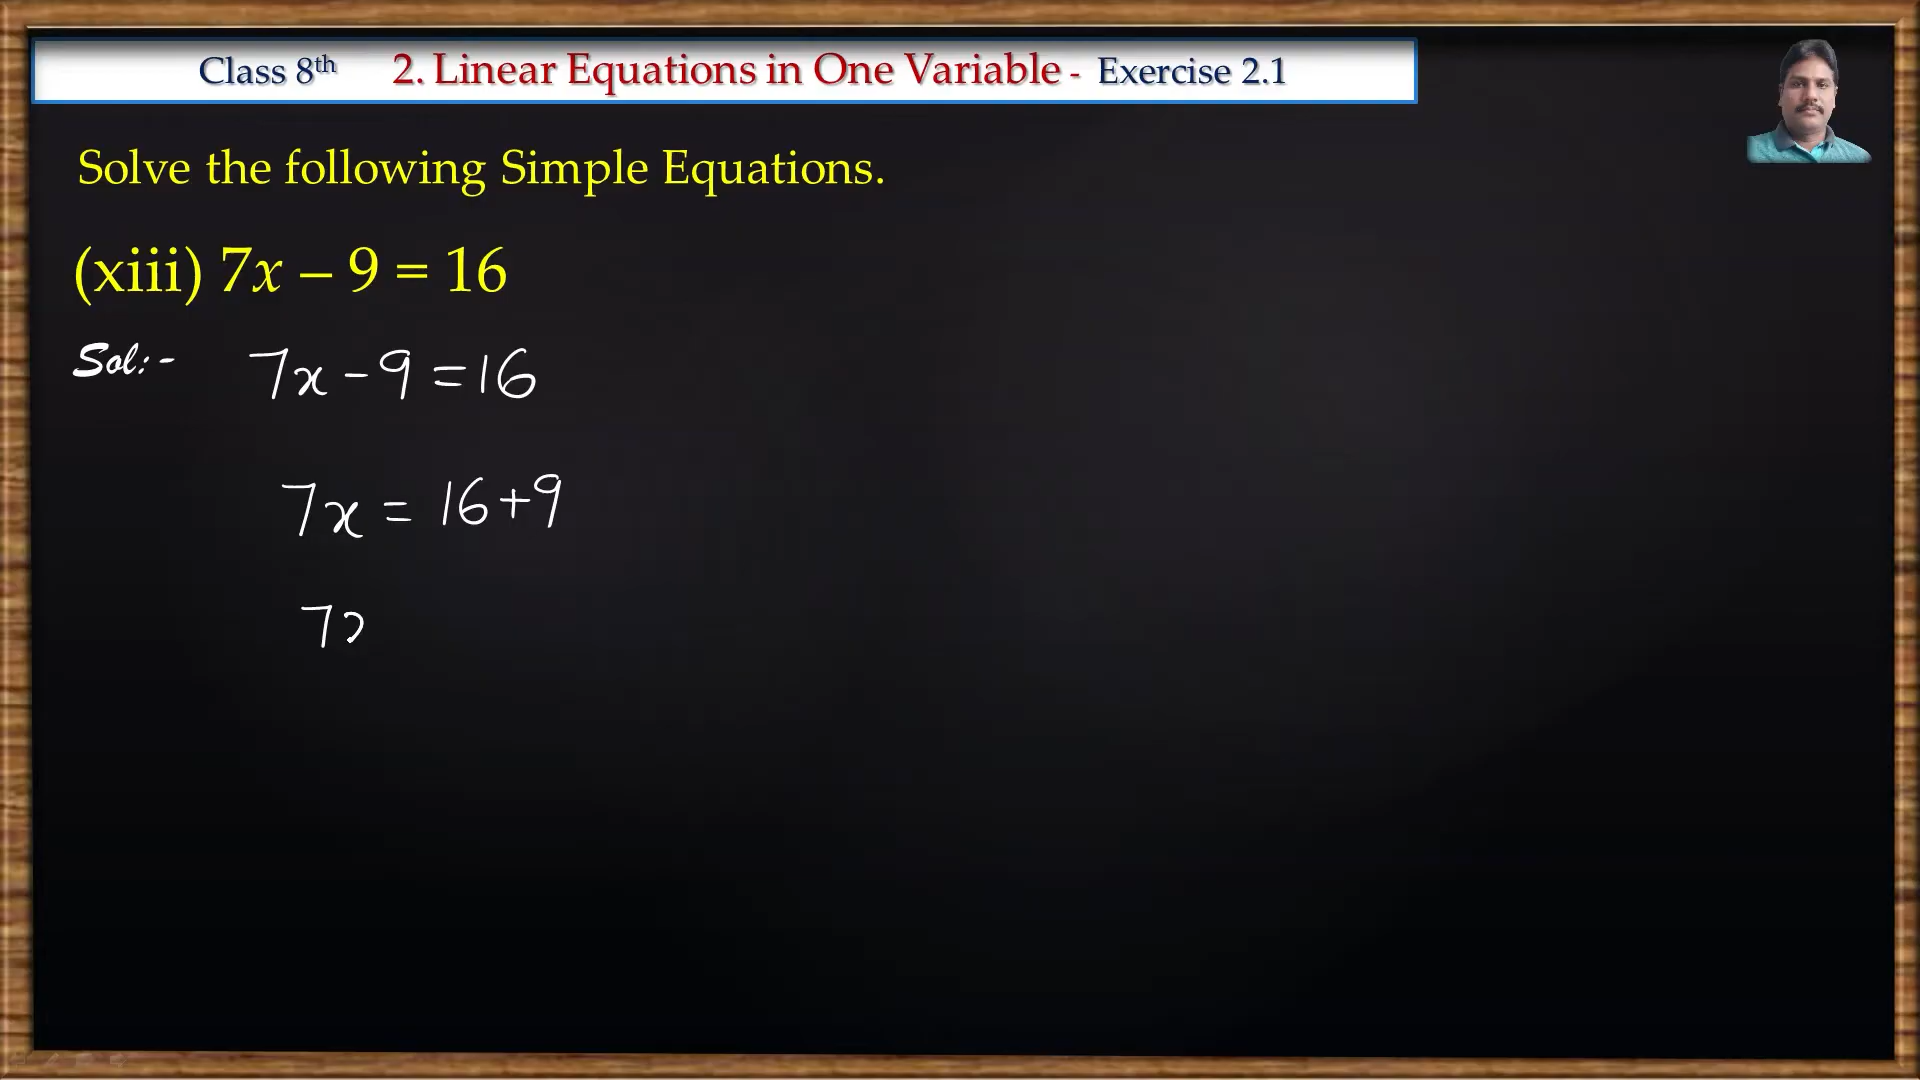 Class 8th 2. Linear Equations in One Variable - Exercise 2.1
Solve the following Simple Equations.
(xiii) 7x – 9 = 16
Sol:- 7x - 9 = 16
7x = 16 + 9
7x